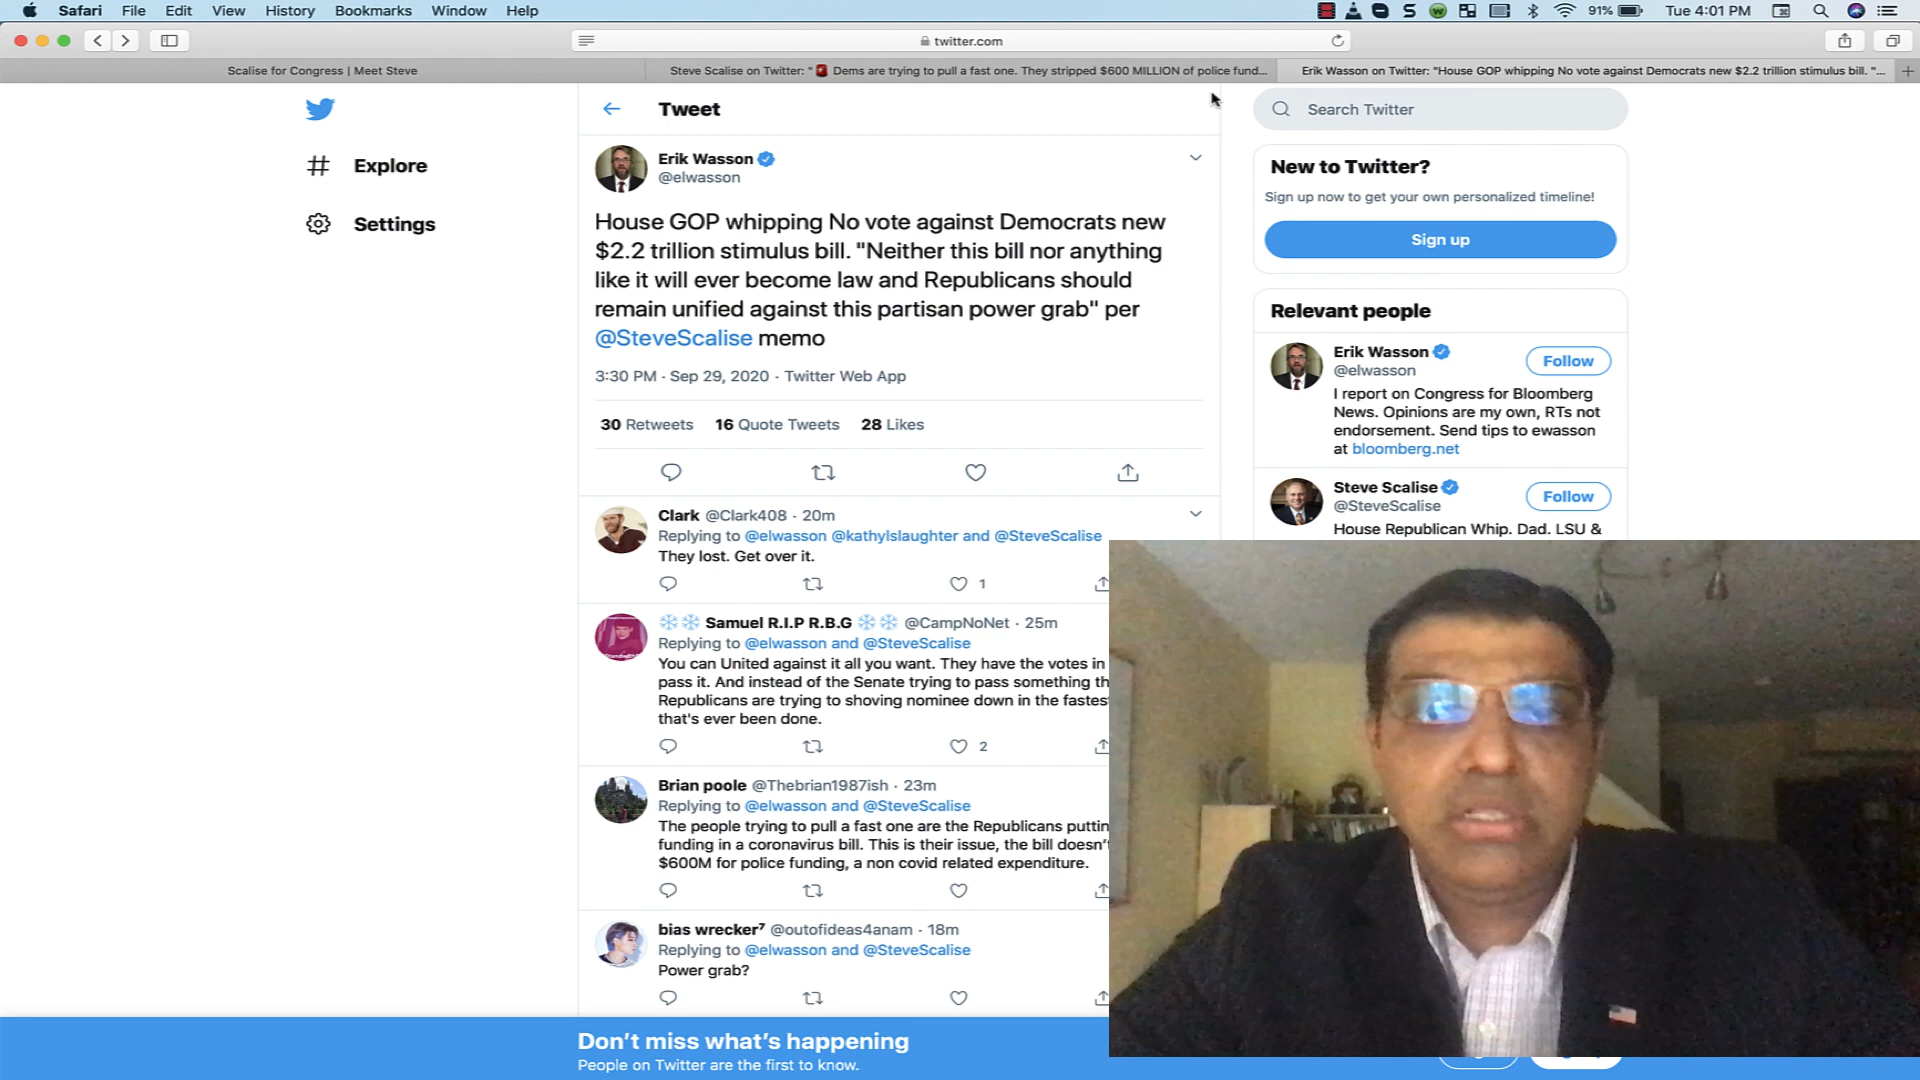 Safari File Edit View History Bookmarks Window Help
91% Tue 4:01 PM
twitter.com
Scalise for Congress | Meet Steve
Steve Scalise on Twitter: "🚨 Dems are trying to pull a fast one. They stripped $600 MILLION of police fund...
Erik Wasson on Twitter: "House GOP whipping No vote against Democrats new $2.2 trillion stimulus bill. "...
Explore
Settings
Tweet
Erik Wasson
@elwasson
House GOP whipping No vote against Democrats new
$2.2 trillion stimulus bill. "Neither this bill nor anything
like it will ever become law and Republicans should
remain unified against this partisan power grab" per
@SteveScalise memo
3:30 PM · Sep 29, 2020 · Twitter Web App
30 Retweets 16 Quote Tweets 28 Likes
Clark @Clark408 · 20m
Replying to @elwasson @kathylslaughter and @SteveScalise
They lost. Get over it.
1
❄️❄️ Samuel R.I.P R.B.G ❄️❄️ @CampNoNet · 25m
Replying to @elwasson and @SteveScalise
You can United against it all you want. They have the votes in
pass it. And instead of the Senate trying to pass something th
Republicans are trying to shoving nominee down in the fastes
that's ever been done.
2
Brian poole @Thebrian1987ish · 23m
Replying to @elwasson and @SteveScalise
The people trying to pull a fast one are the Republicans puttin
funding in a coronavirus bill. This is their issue, the bill doesn'
$600M for police funding, a non covid related expenditure.
bias wrecker⁷ @outofideas4anam · 18m
Replying to @elwasson and @SteveScalise
Power grab?
Search Twitter
New to Twitter?
Sign up now to get your own personalized timeline!
Sign up
Relevant people
Erik Wasson
@elwasson
Follow
I report on Congress for Bloomberg
News. Opinions are my own, RTs not
endorsement. Send tips to ewasson
at bloomberg.net
Steve Scalise
@SteveScalise
Follow
House Republican Whip. Dad. LSU &
Don't miss what's happening
People on Twitter are the first to know.